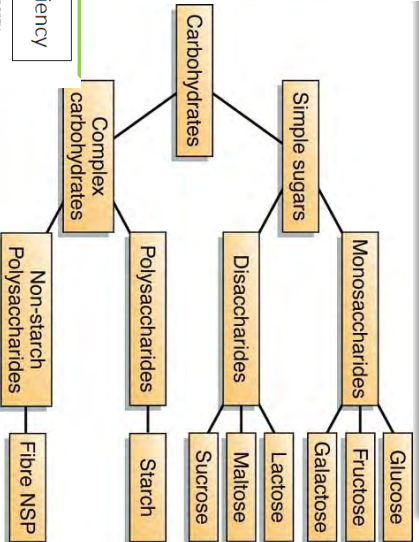 iency
Carbohydrates
Simple sugars
Complex
carbohydrates
Monosaccharides
Disaccharides
Polysaccharides
Non-starch
Polysaccharides
Glucose
Fructose
Galactose
Lactose
Maltose
Sucrose
Starch
Fibre NSP